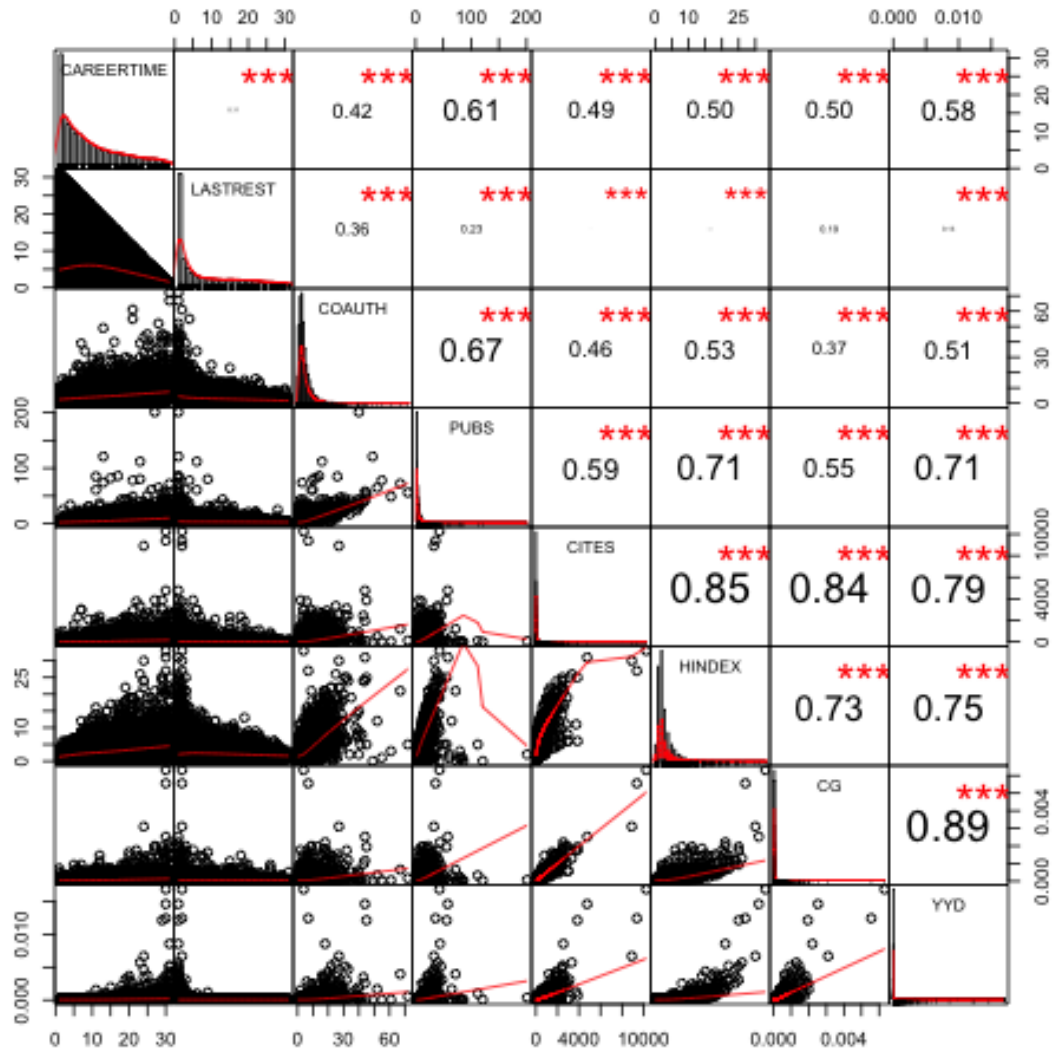 0 10 20 30 0 100 200 0 10 25 0.000 0.010
CAREERTIME *** *** *** *** *** *** ***
0.42 0.61 0.49 0.50 0.50 0.58
0 10 20 30
LASTREST *** *** *** *** ***
0.36 0.23
0 10 20 30
COAUTH *** *** *** *** ***
0.67 0.46 0.53 0.37 0.51
0 30 60
PUBS *** *** *** ***
0.59 0.71 0.55 0.71
0 100 200
CITES *** *** ***
0.85 0.84 0.79
0 4000 10000
HINDEX *** ***
0.73 0.75
0 10 25
CG ***
0.89
0.000 0.004
YYD
0.000 0.010
0 10 20 30 0 30 60 0 4000 10000 0.000 0.004